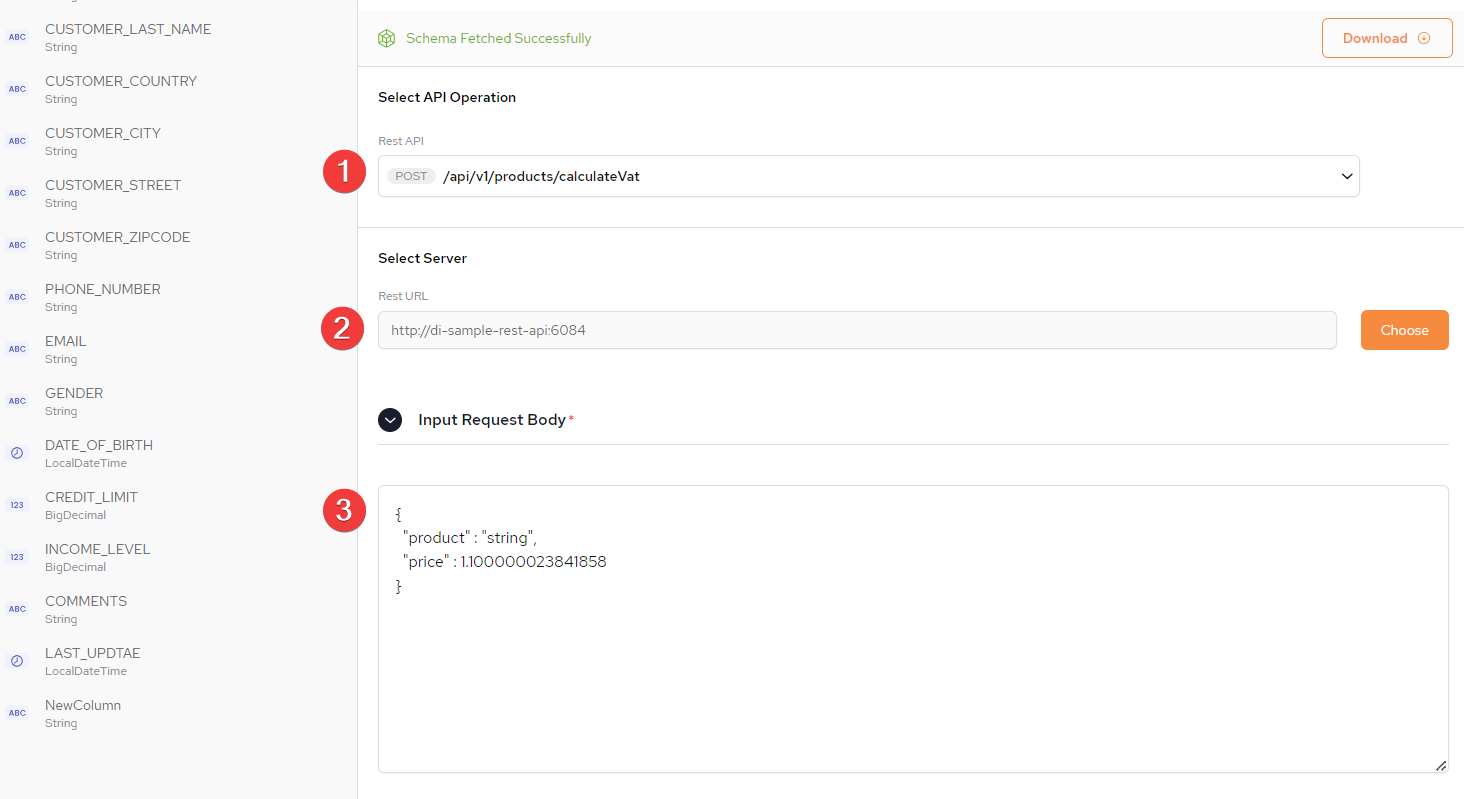 ABC
CUSTOMER_LAST_NAME
String
ABC
CUSTOMER_COUNTRY
String
ABC
CUSTOMER_CITY
String
ABC
CUSTOMER_STREET
String
ABC
CUSTOMER_ZIPCODE
String
ABC
PHONE_NUMBER
String
ABC
EMAIL
String
ABC
GENDER
String
DATE_OF_BIRTH
LocalDateTime
123
CREDIT_LIMIT
BigDecimal
123
INCOME_LEVEL
BigDecimal
ABC
COMMENTS
String
LAST_UPDTAE
LocalDateTime
ABC
NewColumn
String
Schema Fetched Successfully
Download
Select API Operation
Rest API
1
POST /api/v1/products/calculateVat
Select Server
Rest URL
2
http://di-sample-rest-api:6084
Choose
Input Request Body*
3
{
"product" : "string",
"price" : 1.100000023841858
}